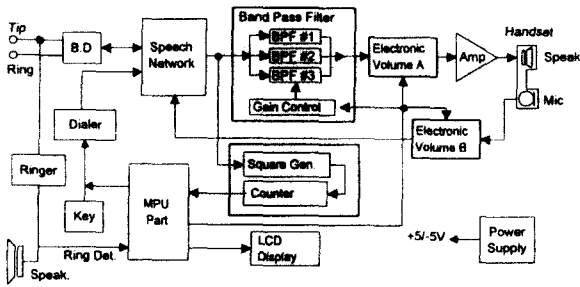 Band Pass Filter
Tip
Ring
B.D
Speech
Network
BPF #1
BPF #2
BPF #3
Gain Control
Electronic
Volume A
Amp
Handset
Speak.
Mic
Electronic
Volume B
Dialer
Ringer
Key
MPU
Part
Square Gen.
Counter
Ring Det.
LCD
Display
+5/-5V
Power
Supply
Speak.